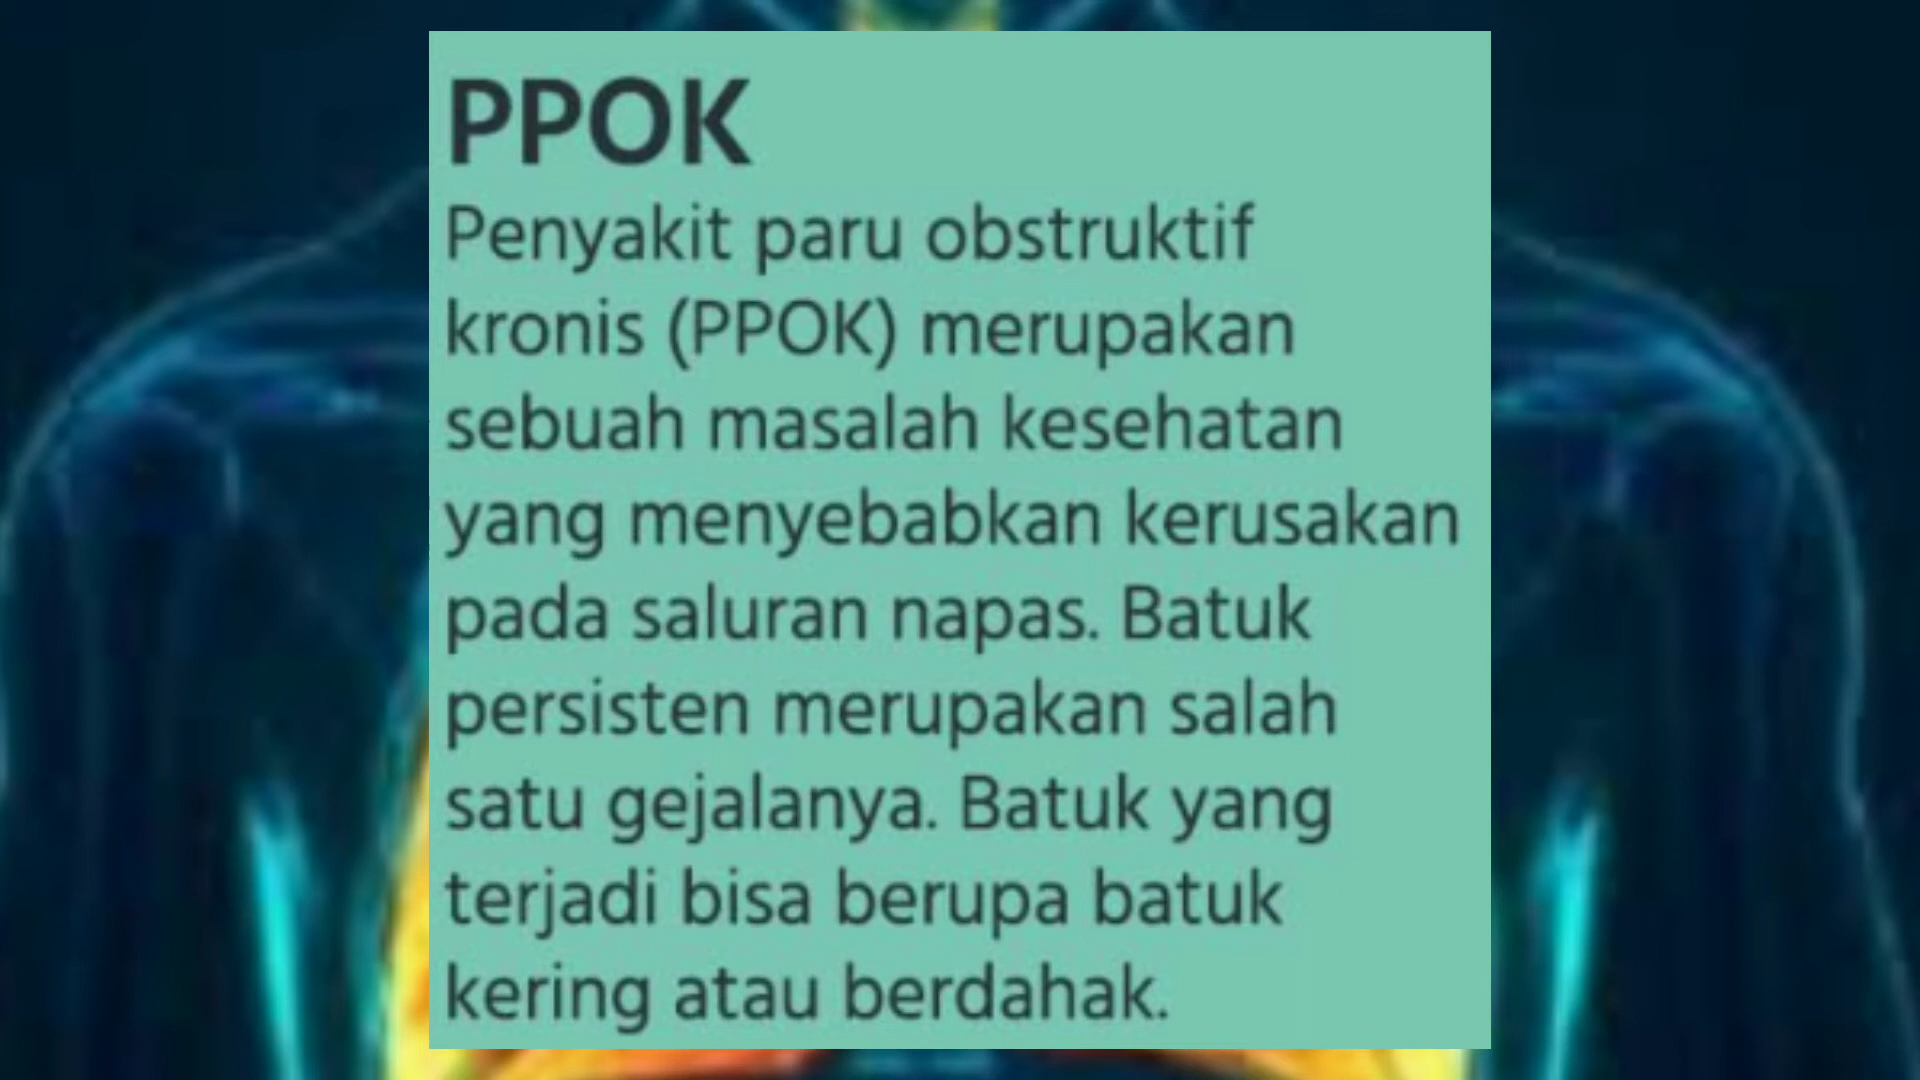 PPOK
Penyakit paru obstruktif
kronis (PPOK) merupakan
sebuah masalah kesehatan
yang menyebabkan kerusakan
pada saluran napas. Batuk
persisten merupakan salah
satu gejalanya. Batuk yang
terjadi bisa berupa batuk
kering atau berdahak.